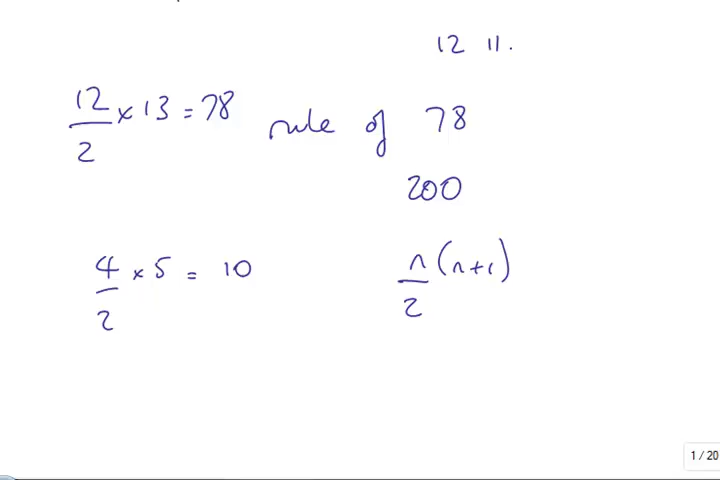 12 11.
12/2 × 13 = 78 rule of 78
200
4/2 × 5 = 10 n/2 (n+1)
1 / 20